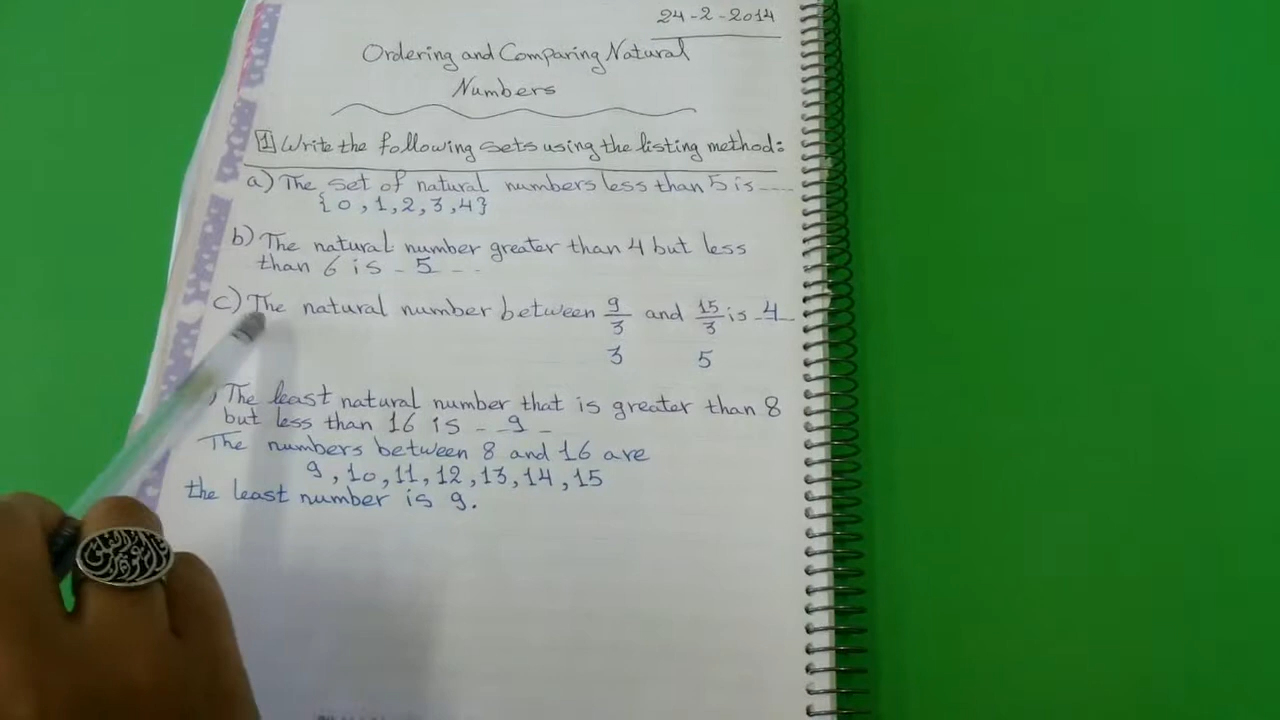 24-2-2014
Ordering and Comparing Natural
Numbers
1 Write the following sets using the listing method:
a) The set of natural numbers less than 5 is ----
{0, 1, 2, 3, 4}
b) The natural number greater than 4 but less
than 6 is - 5 - -
c) The natural number between 9/3 and 15/3 is - 4 -
3 5
) The least natural number that is greater than 8
but less than 16 is - - 9 -
The numbers between 8 and 16 are
9, 10, 11, 12, 13, 14, 15
the least number is 9.